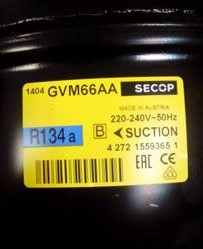 1404 GVM66AA SECOP
MADE IN AUSTRIA
220-240V~50Hz
R134a B SUCTION
4 272 1559365 1
EAC CE